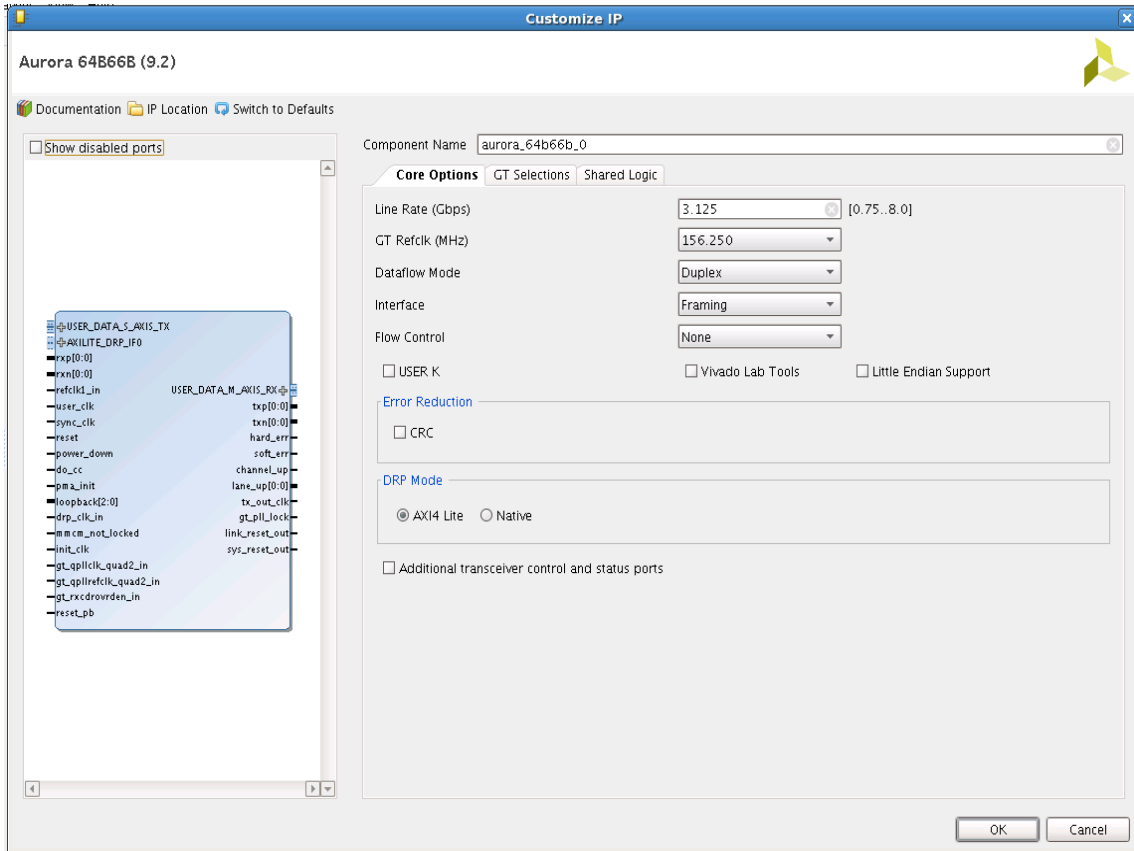 Customize IP
Aurora 64B66B (9.2)
Documentation IP Location Switch to Defaults
Show disabled ports
USER_DATA_S_AXIS_TX
AXILITE_DRP_IF0
rxp[0:0]
rxn[0:0]
refclk1_in USER_DATA_M_AXIS_RX
user_clk txp[0:0]
sync_clk txn[0:0]
reset hard_err
power_down soft_err
do_cc channel_up
pma_init lane_up[0:0]
loopback[2:0] tx_out_clk
drp_clk_in gt_pll_lock
mmcm_not_locked link_reset_out
init_clk sys_reset_out
gt_qpllclk_quad2_in
gt_qpllrefclk_quad2_in
gt_rxcdrovrden_in
reset_pb
Component Name aurora_64b66b_0
Core Options GT Selections Shared Logic
Line Rate (Gbps) 3.125 [0.75..8.0]
GT Refclk (MHz) 156.250
Dataflow Mode Duplex
Interface Framing
Flow Control None
USER K Vivado Lab Tools Little Endian Support
Error Reduction
CRC
DRP Mode
AXI4 Lite Native
Additional transceiver control and status ports
OK Cancel